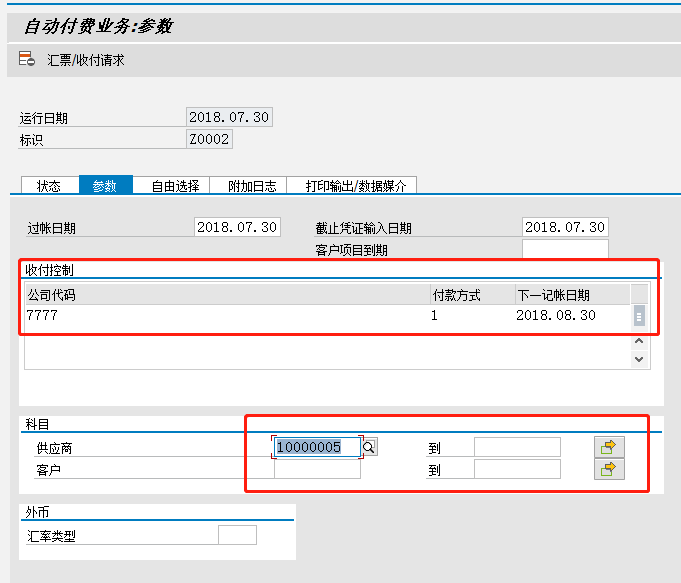 自动付费业务:参数
汇票/收付请求
运行日期 2018.07.30
标识 Z0002
状态 参数 自由选择 附加日志 打印输出/数据媒介
过帐日期 2018.07.30 截止凭证输入日期 2018.07.30
客户项目到期
收付控制
公司代码 付款方式 下一记帐日期
7777 1 2018.08.30
科目
供应商 10000005 到
客户 到
外币
汇率类型